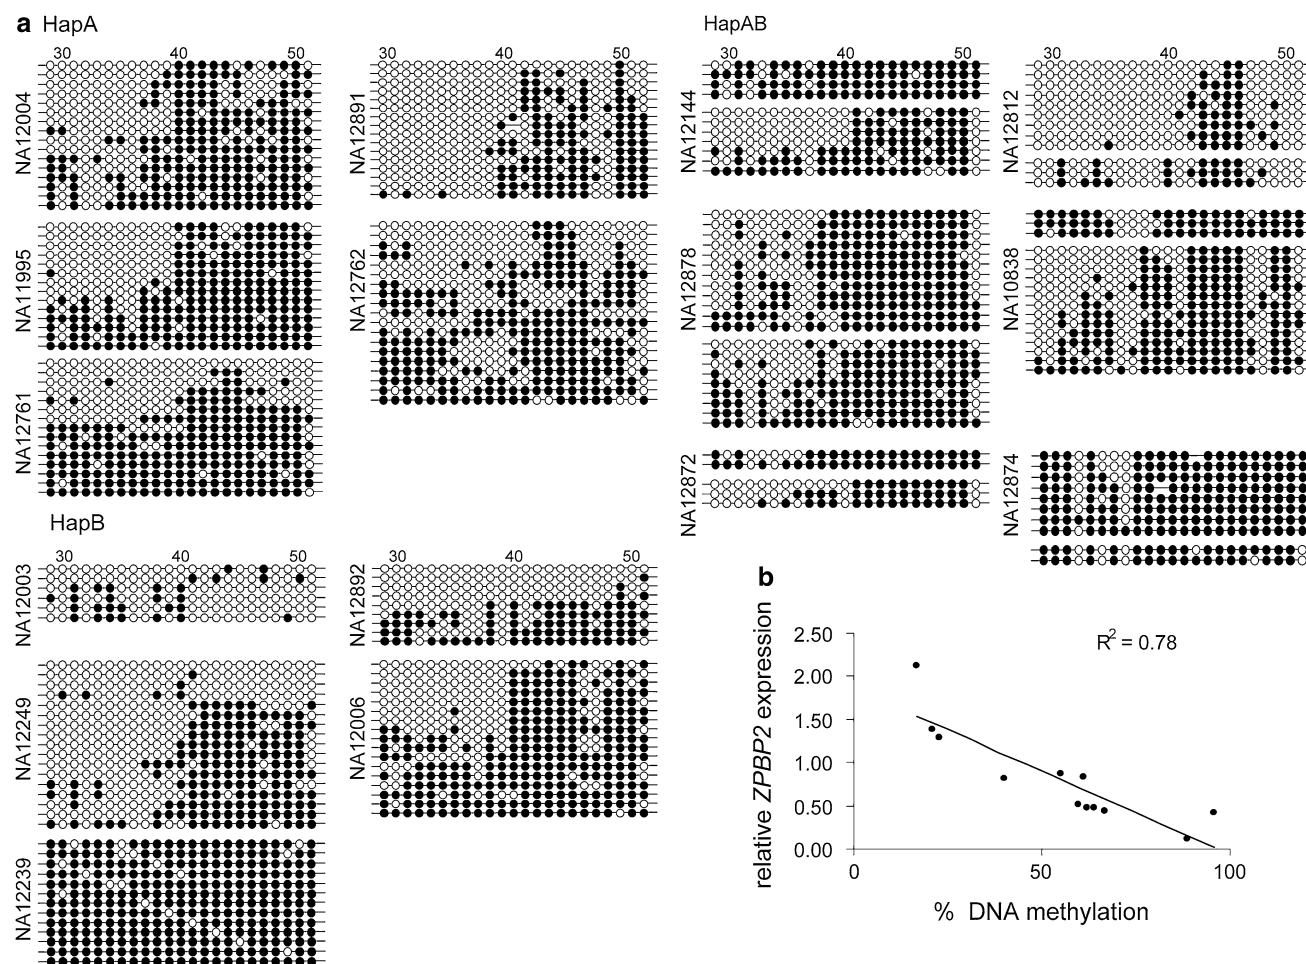 a HapA
30 40 50
NA12004
NA11995
NA12761
30 40 50
NA12891
NA12762
HapAB
30 40 50
NA12144
NA12878
NA12872
30 40 50
NA12812
NA10838
NA12874
HapB
30 40 50
NA12003
NA12249
NA12239
30 40 50
NA12892
NA12006
b
relative ZPBP2 expression
2.50
2.00
1.50
1.00
0.50
0.00
R2 = 0.78
0 50 100
% DNA methylation